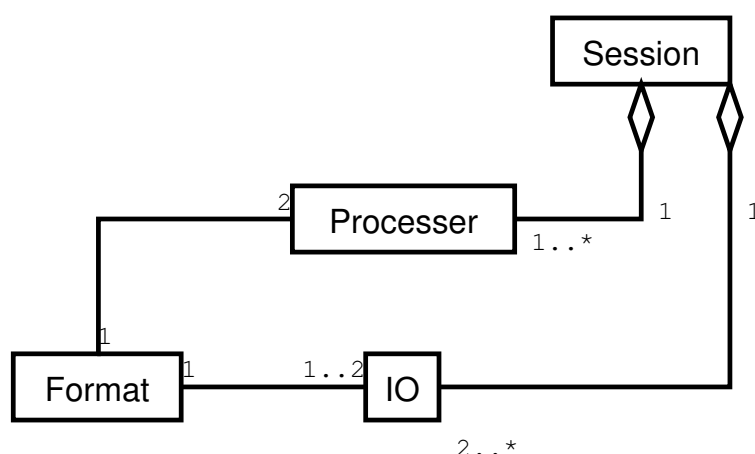 Session
2
Processer
1
1
1..*
1
Format
1
1..2
IO
2..*